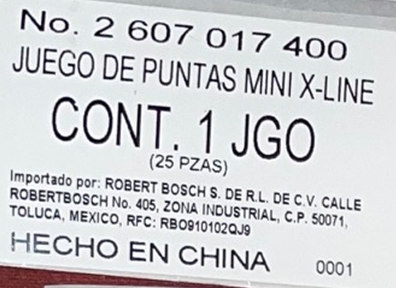 No. 2 607 017 400
JUEGO DE PUNTAS MINI X-LINE
CONT. 1 JGO
(25 PZAS)
Importado por: ROBERT BOSCH S. DE R.L. DE C.V. CALLE
ROBERTBOSCH No. 405, ZONA INDUSTRIAL, C.P. 50071,
TOLUCA, MEXICO, RFC: RBO910102QJ9
HECHO EN CHINA 0001